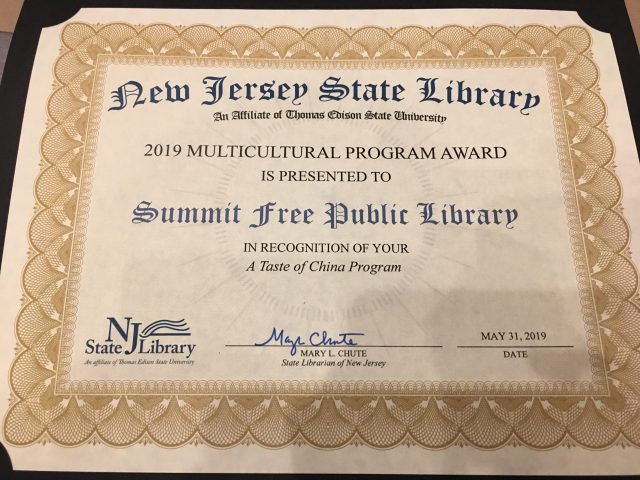 New Jersey State Library
An Affiliate of Thomas Edison State University
2019 MULTICULTURAL PROGRAM AWARD
IS PRESENTED TO
Summit Free Public Library
IN RECOGNITION OF YOUR
A Taste of China Program
NJ
State Library
An affiliate of Thomas Edison State University
Mary Chute
MARY L. CHUTE
State Librarian of New Jersey
MAY 31, 2019
DATE